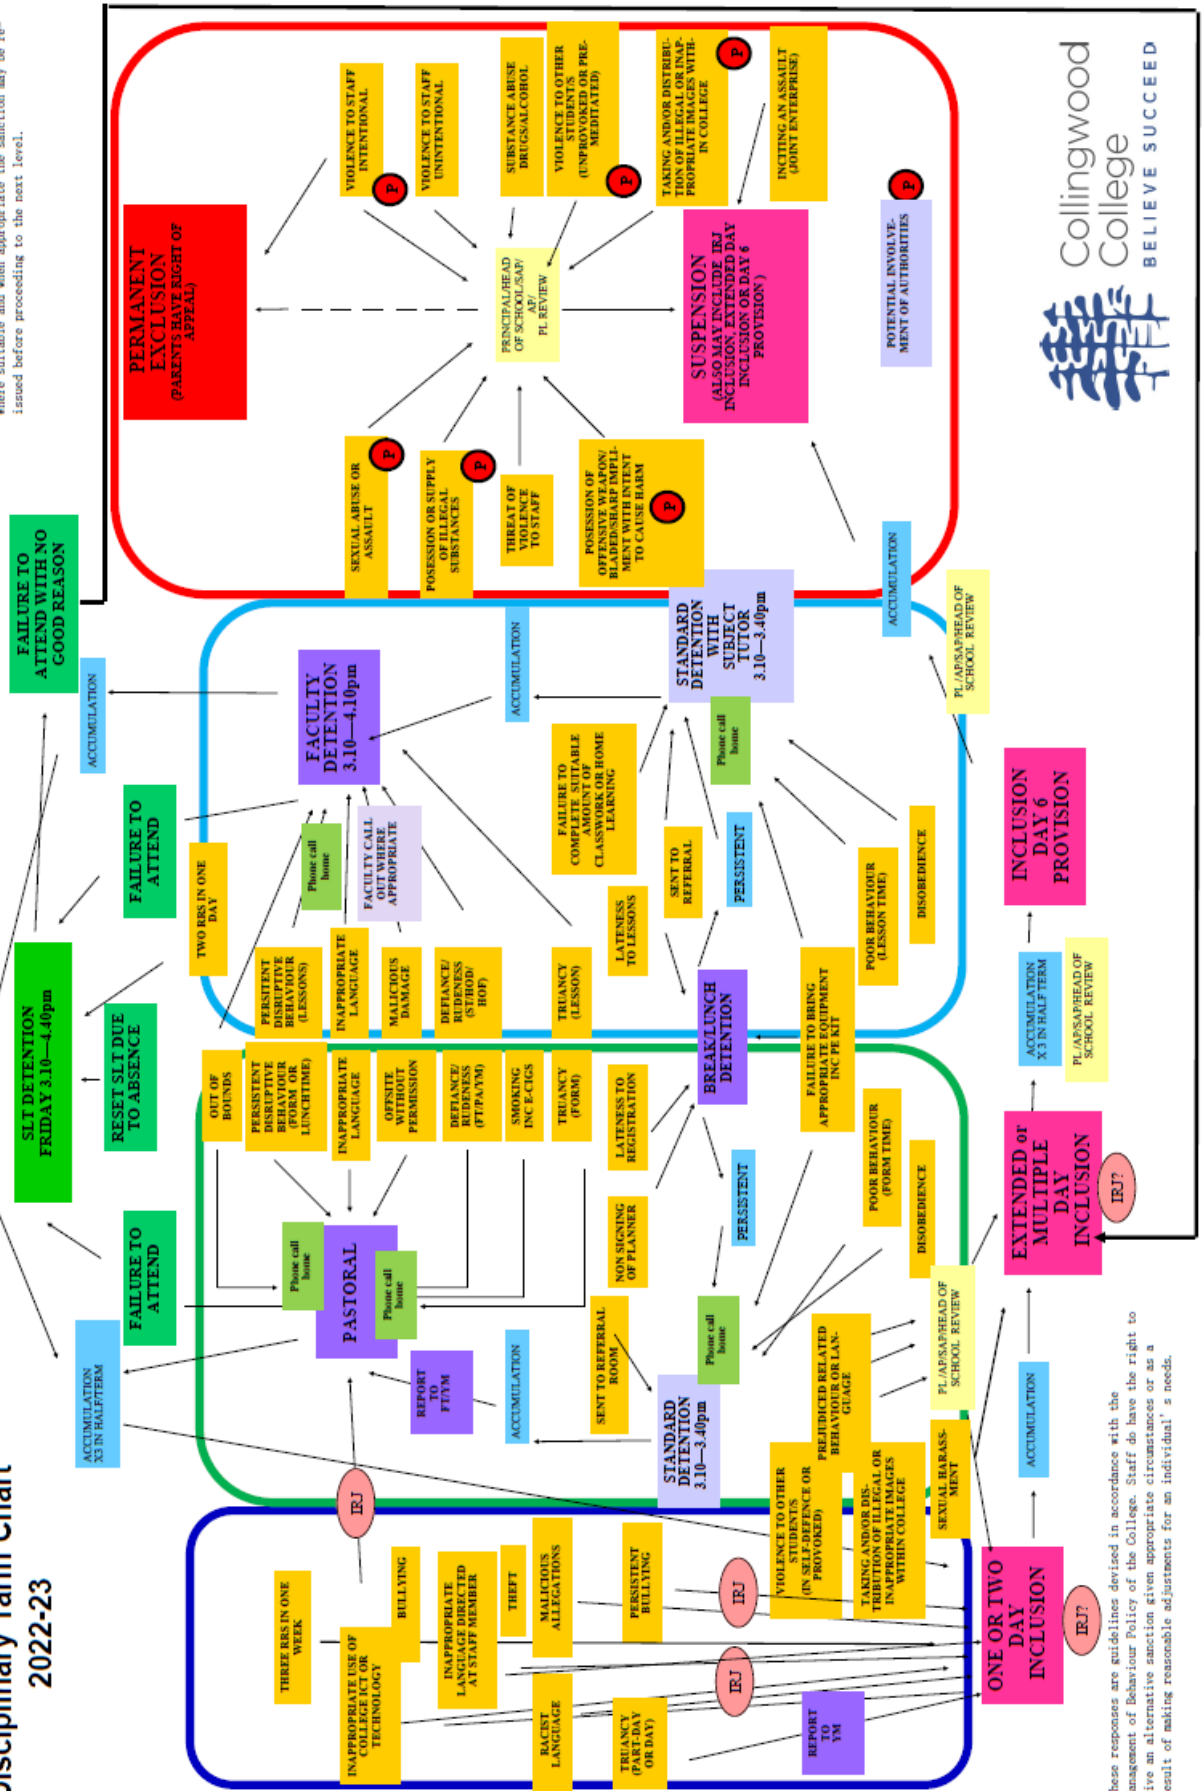 Disciplinary Tariff Chart
2022-23
where suitable and when appropriate the sanction may be re-
issued before proceeding to the next level.
SLT DETENTION
FRIDAY 3.10—4.40pm
FAILURE TO
ATTEND WITH NO
GOOD REASON
ACCUMULATION
X3 IN HALF/TERM
FAILURE TO
ATTEND
RESET SLT DUE
TO ABSENCE
FAILURE TO
ATTEND
ACCUMULATION
THREE RRS IN ONE
WEEK
INAPPROPRIATE USE OF
COLLEGE ICT OR
TECHNOLOGY
BULLYING
INAPPROPRIATE
LANGUAGE DIRECTED
AT STAFF MEMBER
THEFT
RACIST
LANGUAGE
MALICIOUS
ALLEGATIONS
TRUANCY
(PART-DAY
OR DAY)
PERSISTENT
BULLYING
IRJ
IRJ
IRJ
REPORT
TO
YM
VIOLENCE TO OTHER
STUDENT/S
(IN SELF-DEFENCE OR
PROVOKED)
TAKING AND/OR DIS-
TRIBUTION OF ILLEGAL OR
INAPPROPRIATE IMAGES
WITHIN COLLEGE
PREJUDICED RELATED
BEHAVIOUR OR LAN-
GUAGE
SEXUAL HARASS-
MENT
OUT OF
BOUNDS
PERSISTENT
DISRUPTIVE
BEHAVIOUR
(FORM OR
LUNCHTIME)
INAPPROPRIATE
LANGUAGE
OFFSITE
WITHOUT
PERMISSION
DEFIANCE/
RUDENESS
(FT/PA/YM)
SMOKING
INC E-CIGS
TRUANCY
(FORM)
Phone call
home
PASTORAL
Phone call
home
REPORT
TO
FT/YM
ACCUMULATION
SENT TO REFERRAL
ROOM
NON SIGNING
OF PLANNER
LATENESS TO
REGISTRATION
STANDARD
DETENTION
3.10—3.40pm
Phone call
home
PERSISTENT
BREAK/LUNCH
DETENTION
FAILURE TO BRING
APPROPRIATE EQUIPMENT
INC PE KIT
POOR BEHAVIOUR
(FORM TIME)
DISOBEDIENCE
PL /AP/SAP/HEAD OF
SCHOOL REVIEW
TWO RRS IN ONE
DAY
PERSITENT
DISRUPTIVE
BEHAVIOUR
(LESSONS)
INAPPROPRIATE
LANGUAGE
MALICIOUS
DAMAGE
DEFIANCE/
RUDENESS
(ST/HOD/
HOF)
TRUANCY
(LESSON)
Phone call
home
FACULTY CALL
OUT WHERE
APPROPRIATE
FACULTY
DETENTION
3.10—4.10pm
ACCUMULATION
LATENESS
TO LESSONS
FAILURE TO
COMPLETE SUITABLE
AMOUNT OF
CLASSWORK OR HOME
LEARNING
SENT TO
REFERRAL
PERSISTENT
Phone call
home
STANDARD
DETENTION
WITH
SUBJECT
TUTOR
3.10—3.40pm
POOR BEHAVIOUR
(LESSON TIME)
DISOBEDIENCE
ACCUMULATION
PL /AP/SAP/HEAD OF
SCHOOL REVIEW
PERMANENT
EXCLUSION
(PARENTS HAVE RIGHT OF
APPEAL)
SEXUAL ABUSE OR
ASSAULT
P
POSESSION OR SUPPLY
OF ILLEGAL
SUBSTANCES
P
THREAT OF
VIOLENCE
TO STAFF
POSESSION OF
OFFENSIVE WEAPON/
BLADED/SHARP IMPLI-
MENT WITH INTENT
TO CAUSE HARM
P
PRINCIPAL/HEAD
OF SCHOOL/SAP/
AP/
PL REVIEW
VIOLENCE TO STAFF
INTENTIONAL
P
VIOLENCE TO STAFF
UNINTENTIONAL
SUBSTANCE ABUSE
DRUGS/ALCOHOL
VIOLENCE TO OTHER
STUDENT/S
(UNPROVOKED OR PRE-
MEDITATED)
P
TAKING AND/OR DISTRIBU-
TION OF ILLEGAL OR INAP-
PROPRIATE IMAGES WITH-
IN COLLEGE
P
INCITING AN ASSAULT
(JOINT ENTERPRISE)
SUSPENSION
(ALSO MAY INCLUDE IRJ
INCLUSION, EXTENDED DAY
INCLUSION OR DAY 6
PROVISION )
POTENTIAL INVOLVE-
MENT OF AUTHORITIES
P
ONE OR TWO
DAY
INCLUSION
IRJ?
ACCUMULATION
EXTENDED or
MULTIPLE
DAY
INCLUSION
IRJ?
ACCUMULATION
X 3 IN HALF TERM
PL /AP/SAP/HEAD OF
SCHOOL REVIEW
INCLUSION
DAY 6
PROVISION
Collingwood
College
BELIEVE SUCCEED
hese responses are guidelines devised in accordance with the
anagement of Behaviour Policy of the College. Staff do have the right to
ive an alternative sanction given appropriate circumstances or as a
esult of making reasonable adjustments for an individual's needs.